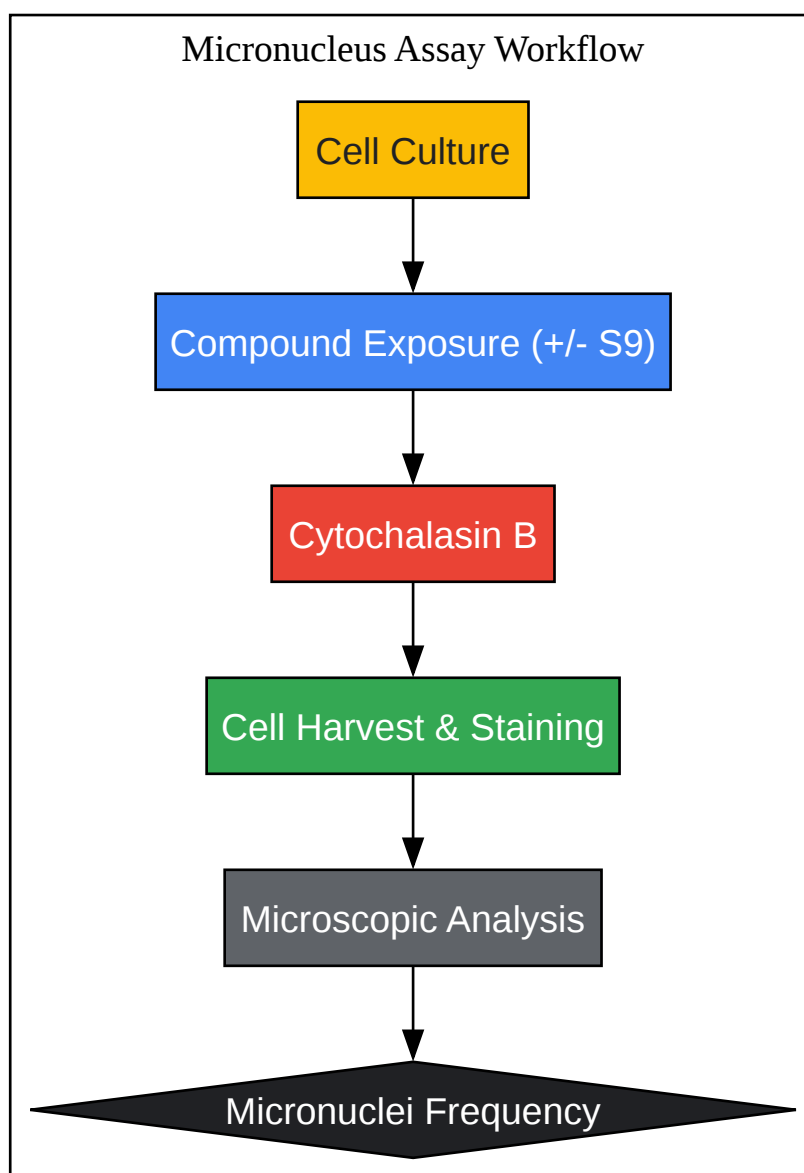 Micronucleus Assay Workflow
Cell Culture
Compound Exposure (+/- S9)
Cytochalasin B
Cell Harvest & Staining
Microscopic Analysis
Micronuclei Frequency